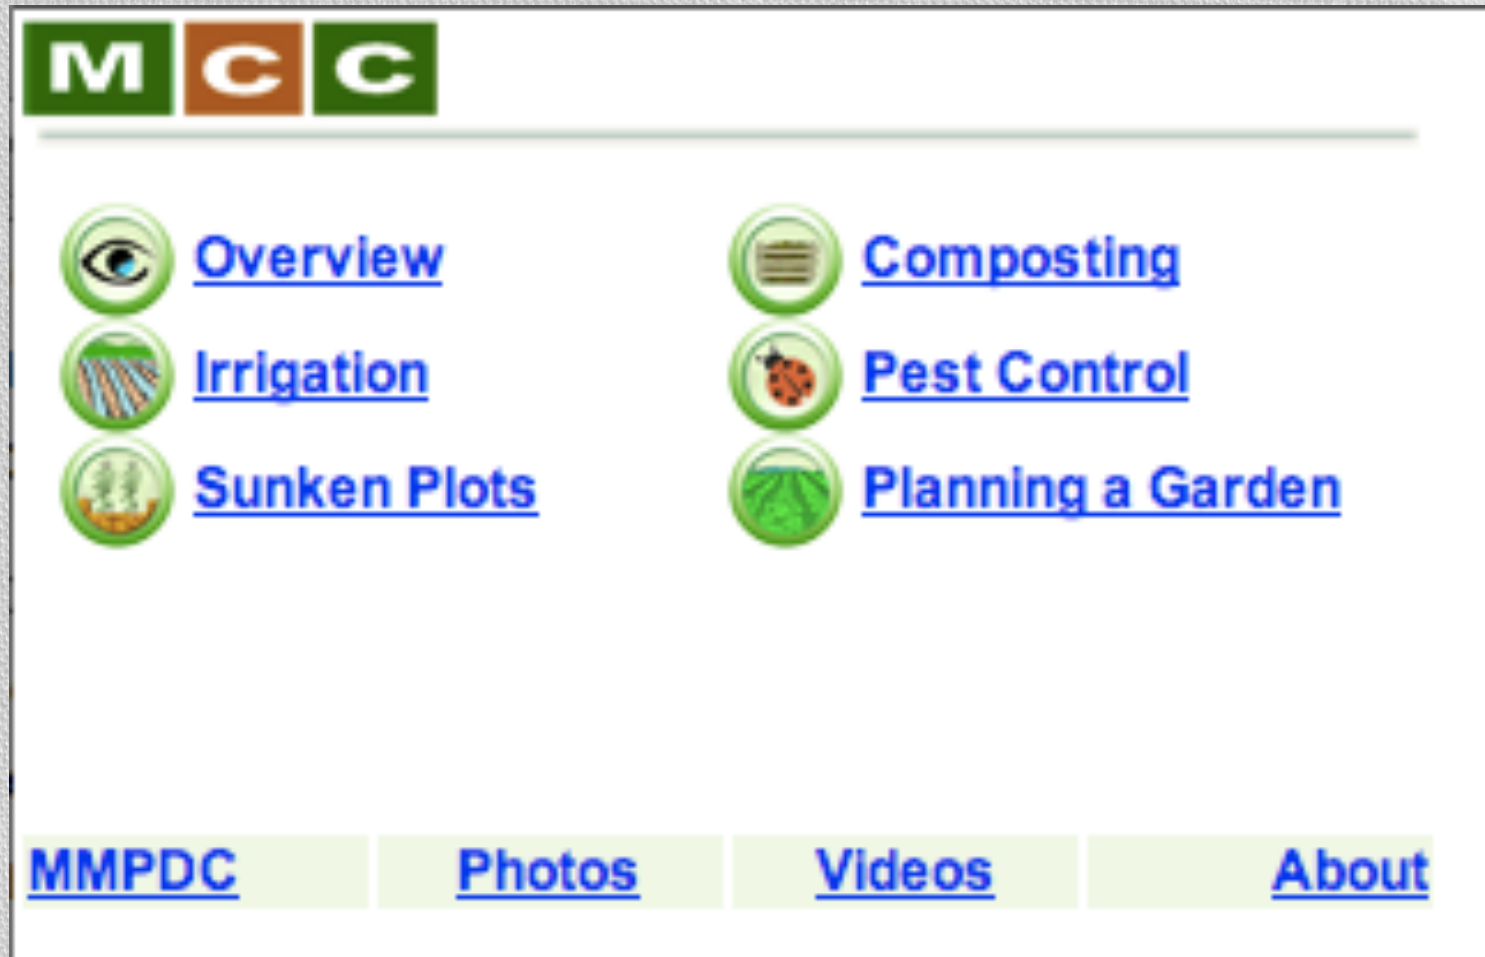 MCC
Overview
Composting
Irrigation
Pest Control
Sunken Plots
Planning a Garden
MMPDC Photos Videos About